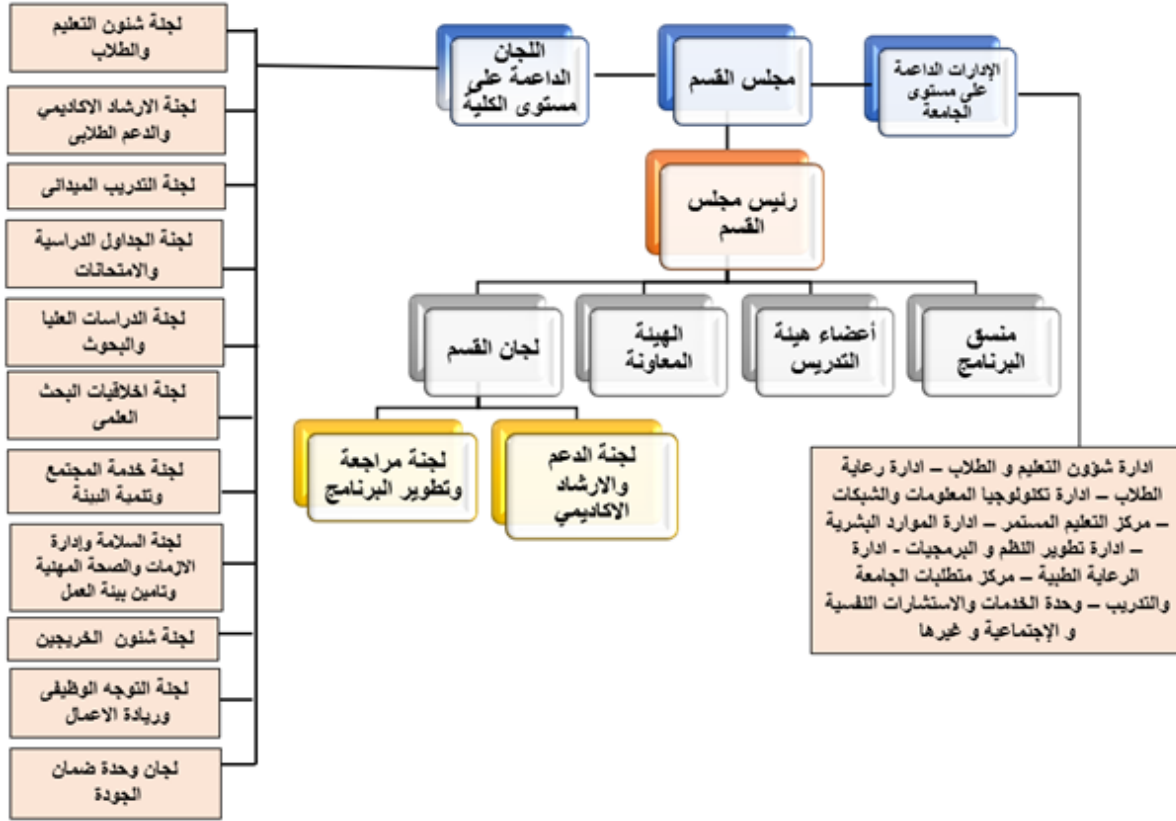 الإدارات الداعمة
على مستوى
الجامعة
مجلس القسم
اللجان
الداعمة على
مستوى الكلية
رئيس مجلس
القسم
منسق
البرنامج
أعضاء هيئة
التدريس
الهيئة
المعاونة
لجان القسم
لجنة الدعم
والارشاد
الاكاديمي
لجنة مراجعة
وتطوير البرنامج
ادارة شؤون التعليم و الطلاب – ادارة رعاية
الطلاب – ادارة تكنولوجيا المعلومات والشبكات
– مركز التعليم المستمر – ادارة الموارد البشرية
– ادارة تطوير النظم و البرمجيات - ادارة
الرعاية الطبية – مركز متطلبات الجامعة
والتدريب – وحدة الخدمات والاستشارات النفسية
و الإجتماعية و غيرها
لجنة شئون التعليم
والطلاب
لجنة الارشاد الاكاديمي
والدعم الطلابى
لجنة التدريب الميدانى
لجنة الجداول الدراسية
والامتحانات
لجنة الدراسات العليا
والبحوث
لجنة اخلاقيات البحث
العلمى
لجنة خدمة المجتمع
وتنمية البيئة
لجنة السلامة وإدارة
الازمات والصحة المهنية
وتامين بيئة العمل
لجنة شئون الخريجين
لجنة التوجه الوظيفى
وريادة الاعمال
لجان وحدة ضمان
الجودة